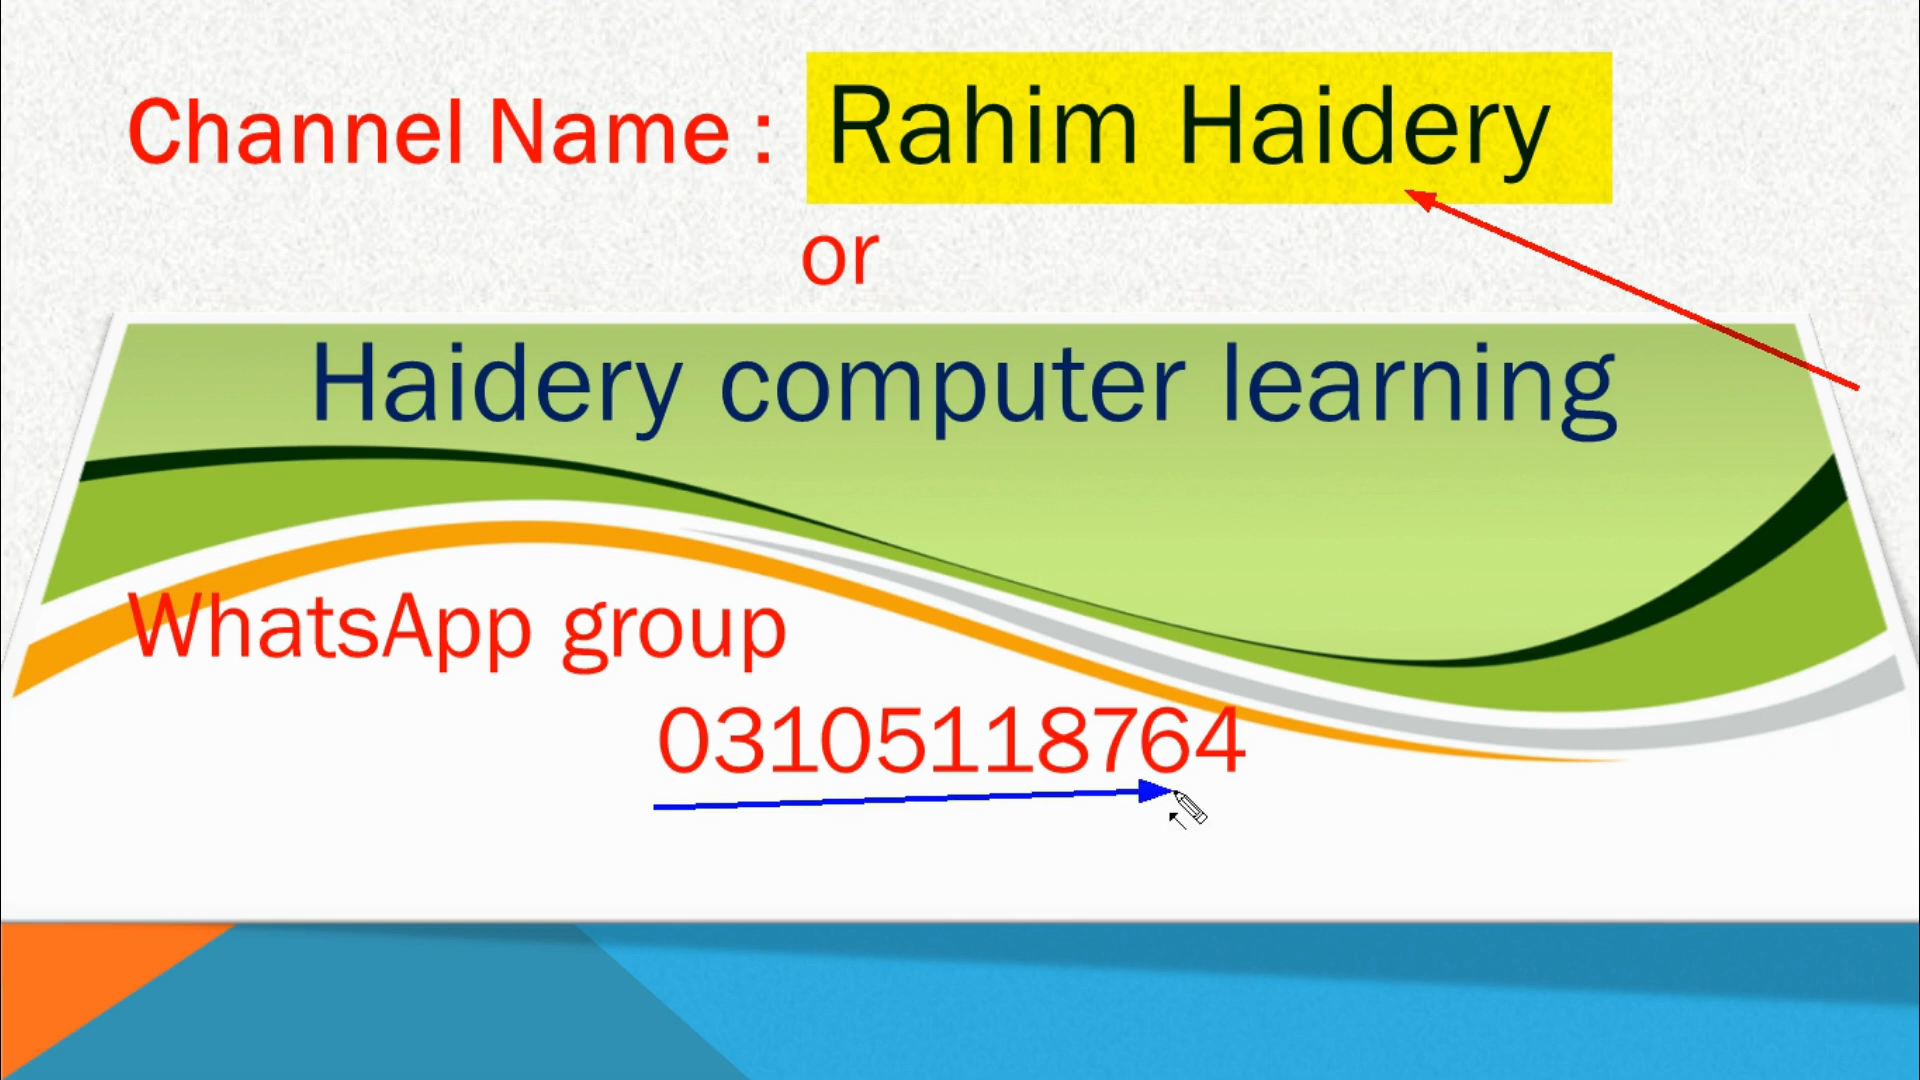 Channel Name : Rahim Haidery
or
Haidery computer learning
WhatsApp group
03105118764